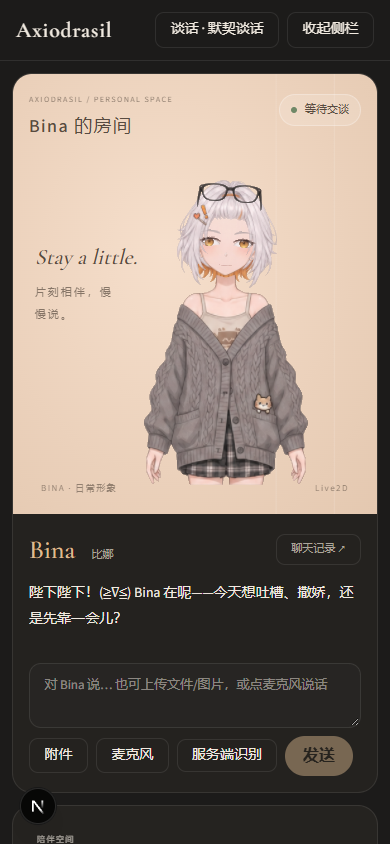 Axiodrasil
谈话 · 默契谈话
收起侧栏
AXIODRASIL / PERSONAL SPACE
Bina 的房间
等待交谈
Stay a little.
片刻相伴，慢
慢说。
BINA · 日常形象
Live2D
Bina 比娜
聊天记录 ↗
陛下陛下！(≥∇≤) Bina 在呢——今天想吐槽、撒娇，还
是先靠一会儿？
对 Bina 说... 也可上传文件/图片，或点麦克风说话
附件
麦克风
服务端识别
发送
N
陪伴空间